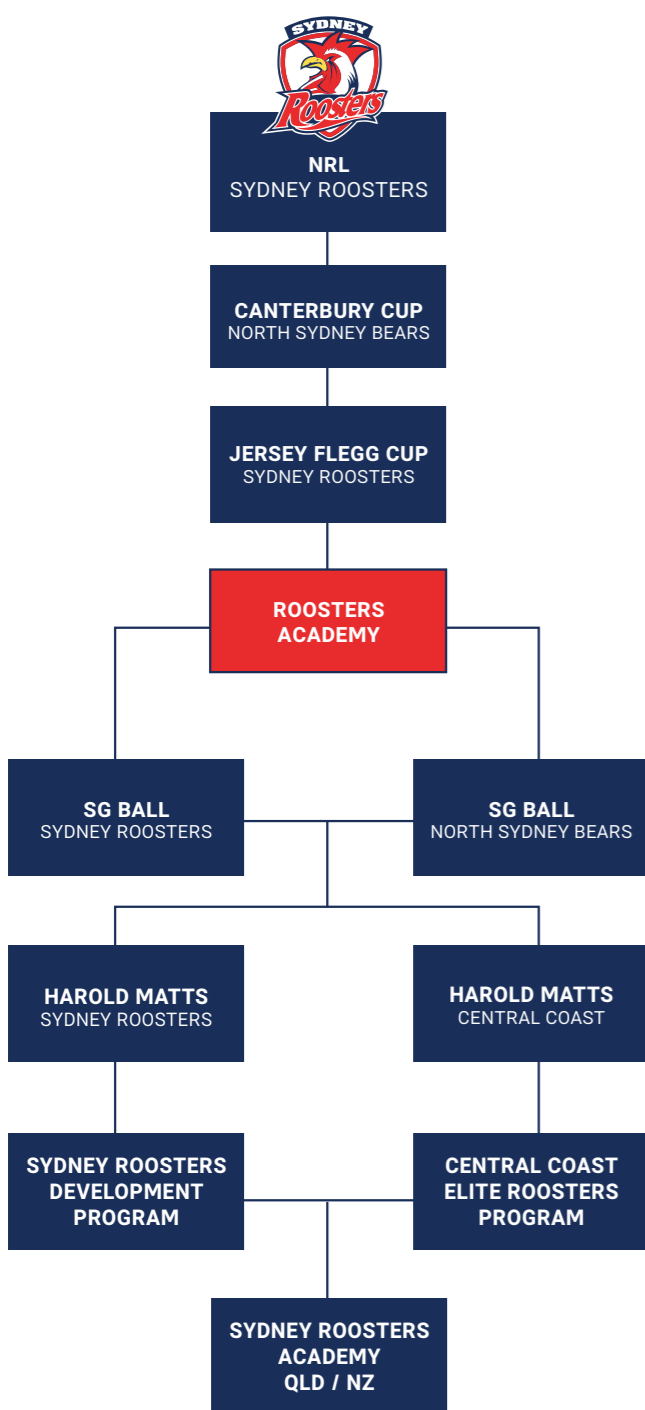 SYDNEY
Roosters
NRL
SYDNEY ROOSTERS
CANTERBURY CUP
NORTH SYDNEY BEARS
JERSEY FLEGG CUP
SYDNEY ROOSTERS
ROOSTERS
ACADEMY
SG BALL
SYDNEY ROOSTERS
SG BALL
NORTH SYDNEY BEARS
HAROLD MATTS
SYDNEY ROOSTERS
HAROLD MATTS
CENTRAL COAST
SYDNEY ROOSTERS
DEVELOPMENT
PROGRAM
CENTRAL COAST
ELITE ROOSTERS
PROGRAM
SYDNEY ROOSTERS
ACADEMY
QLD / NZ